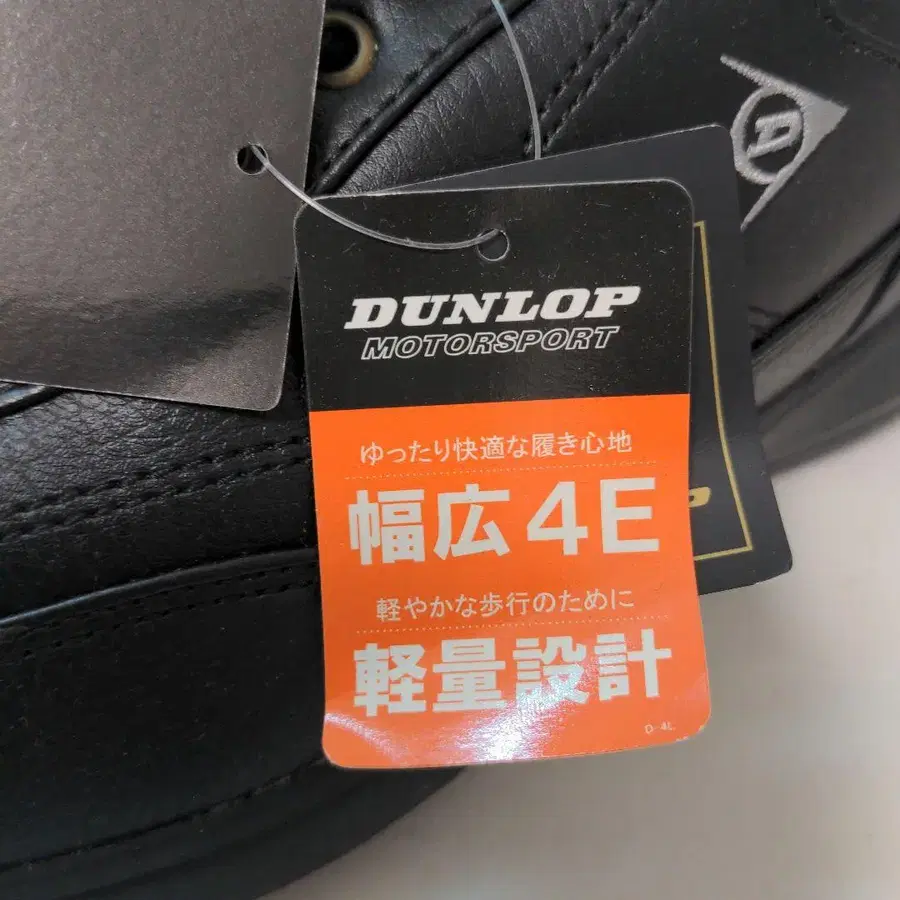 DUNLOP
MOTORSPORT
ゆったり快適な履き心地
幅広4E
軽やかな歩行のために
軽量設計
D-4L